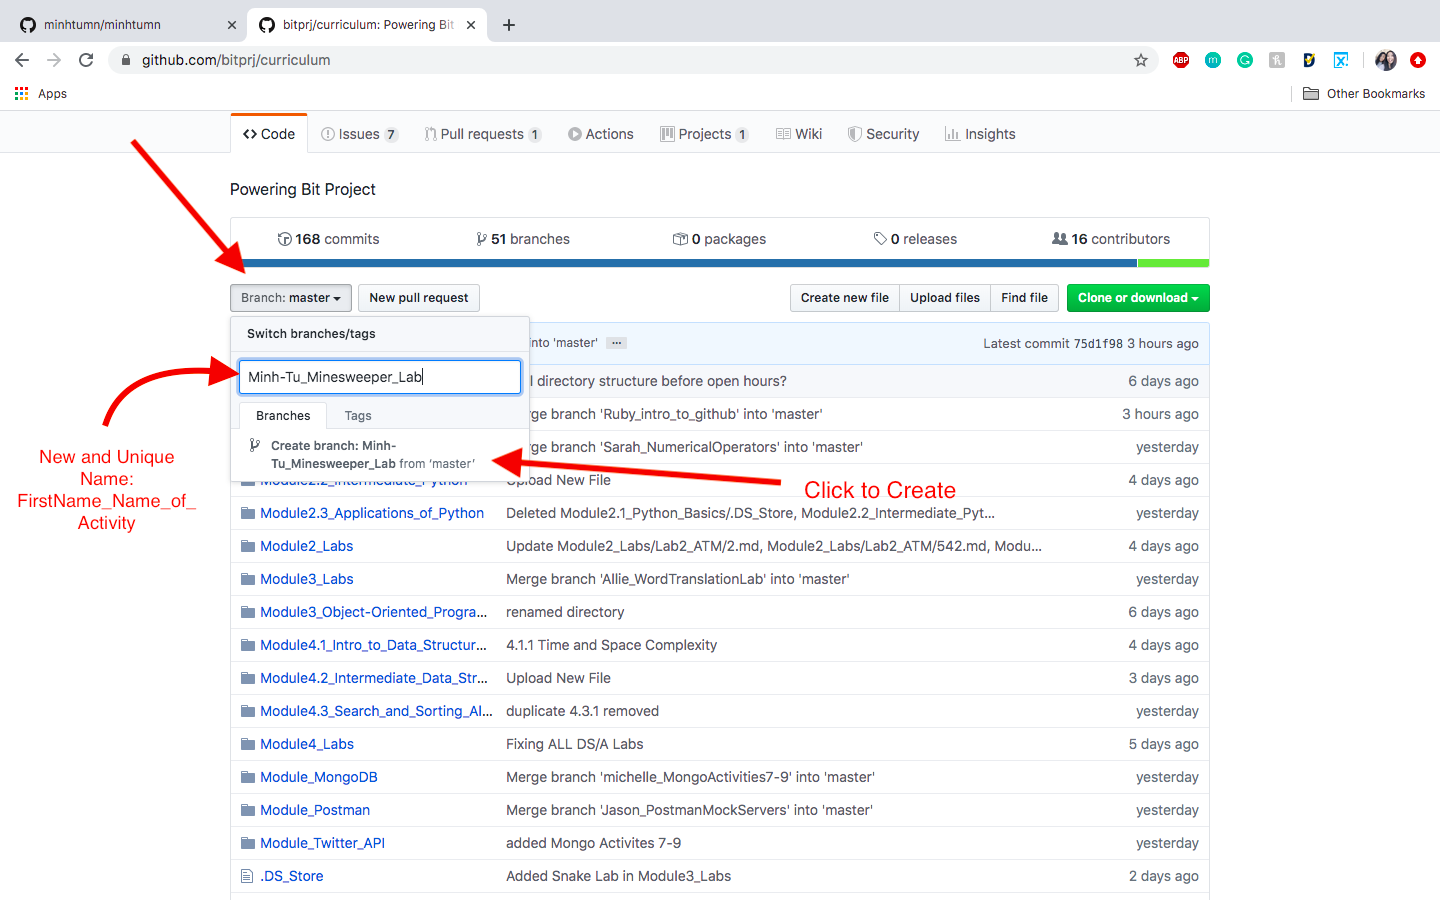 minhtumn/minhtumn
bitprj/curriculum: Powering Bit
github.com/bitprj/curriculum
ABP
Apps
Other Bookmarks
Code
Issues 7
Pull requests 1
Actions
Projects 1
Wiki
Security
Insights
Powering Bit Project
168 commits
51 branches
0 packages
0 releases
16 contributors
Branch: master
New pull request
Create new file
Upload files
Find file
Clone or download
Switch branches/tags
into 'master' ...
Latest commit 75d1f98 3 hours ago
Minh-Tu_Minesweeper_Lab
directory structure before open hours?
6 days ago
Branches
Tags
branch 'Ruby_intro_to_github' into 'master'
3 hours ago
Create branch: Minh-
Tu_Minesweeper_Lab from 'master'
branch 'Sarah_NumericalOperators' into 'master'
yesterday
New and Unique
Name:
FirstName_Name_of_
Activity
Click to Create
Module2.2_Intermediate_Python
Upload New File
4 days ago
Module2.3_Applications_of_Python
Deleted Module2.1_Python_Basics/.DS_Store, Module2.2_Intermediate_Pyt...
yesterday
Module2_Labs
Update Module2_Labs/Lab2_ATM/2.md, Module2_Labs/Lab2_ATM/542.md, Modu...
4 days ago
Module3_Labs
Merge branch 'Allie_WordTranslationLab' into 'master'
yesterday
Module3_Object-Oriented_Progra...
renamed directory
6 days ago
Module4.1_Intro_to_Data_Structur...
4.1.1 Time and Space Complexity
4 days ago
Module4.2_Intermediate_Data_Str...
Upload New File
3 days ago
Module4.3_Search_and_Sorting_Al...
duplicate 4.3.1 removed
yesterday
Module4_Labs
Fixing ALL DS/A Labs
5 days ago
Module_MongoDB
Merge branch 'michelle_MongoActivities7-9' into 'master'
yesterday
Module_Postman
Merge branch 'Jason_PostmanMockServers' into 'master'
yesterday
Module_Twitter_API
added Mongo Activites 7-9
yesterday
.DS_Store
Added Snake Lab in Module3_Labs
2 days ago